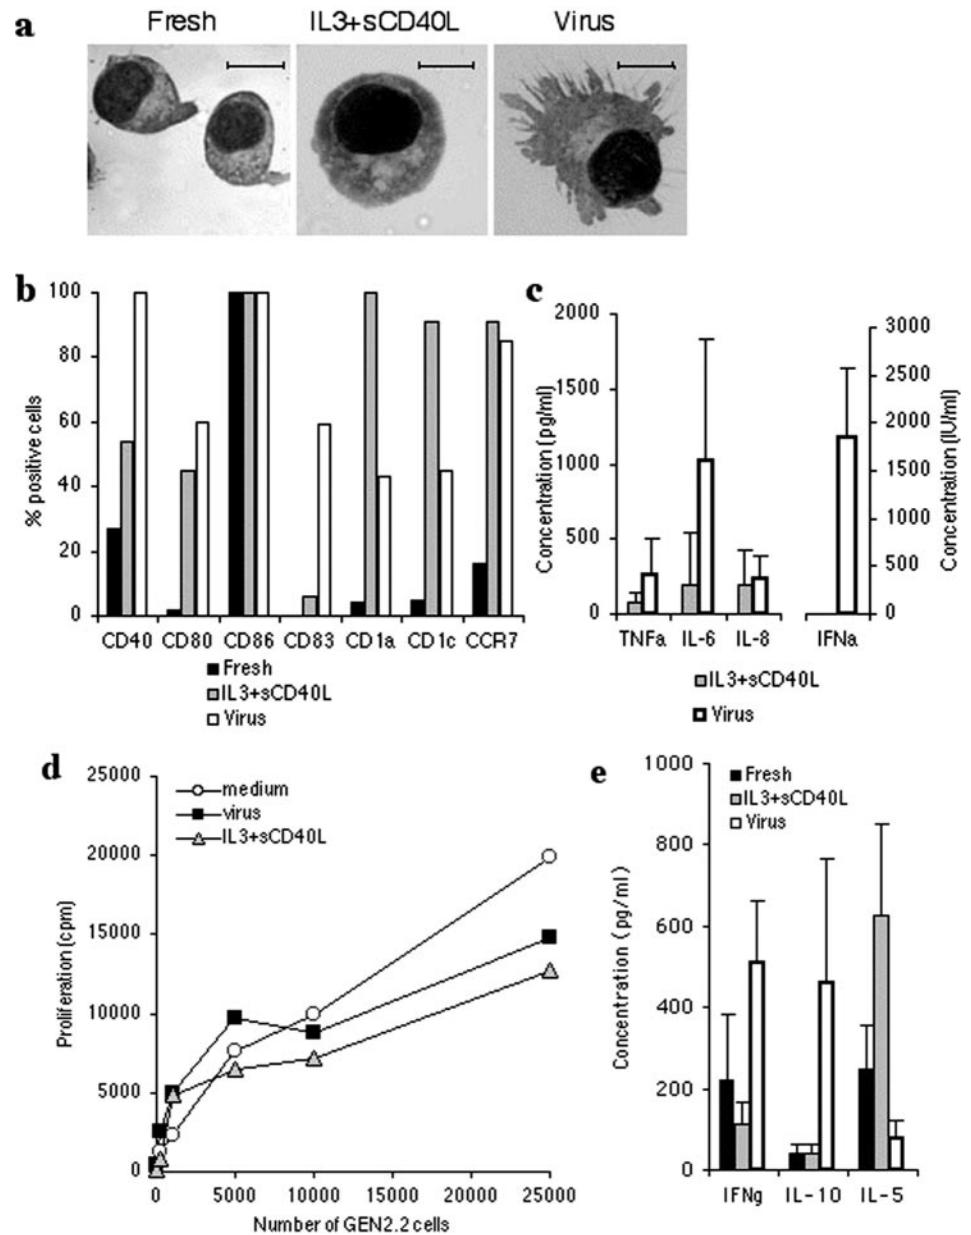 a
Fresh IL3+sCD40L Virus
b
100
80
60
40
20
0
% positive cells
CD40 CD80 CD86 CD83 CD1a CD1c CCR7
Fresh
IL3+sCD40L
Virus
c
2000
1500
1000
500
0
Concentration (pg/ml)
3000
2500
2000
1500
1000
500
0
Concentration (IU/ml)
TNFa IL-6 IL-8 IFNa
IL3+sCD40L
Virus
d
25000
20000
15000
10000
5000
0
Proliferation (cpm)
medium
virus
IL3+sCD40L
0 5000 10000 15000 20000 25000
Number of GEN2.2 cells
e
1000
800
600
400
200
0
Concentration (pg/ml)
Fresh
IL3+sCD40L
Virus
IFNg IL-10 IL-5